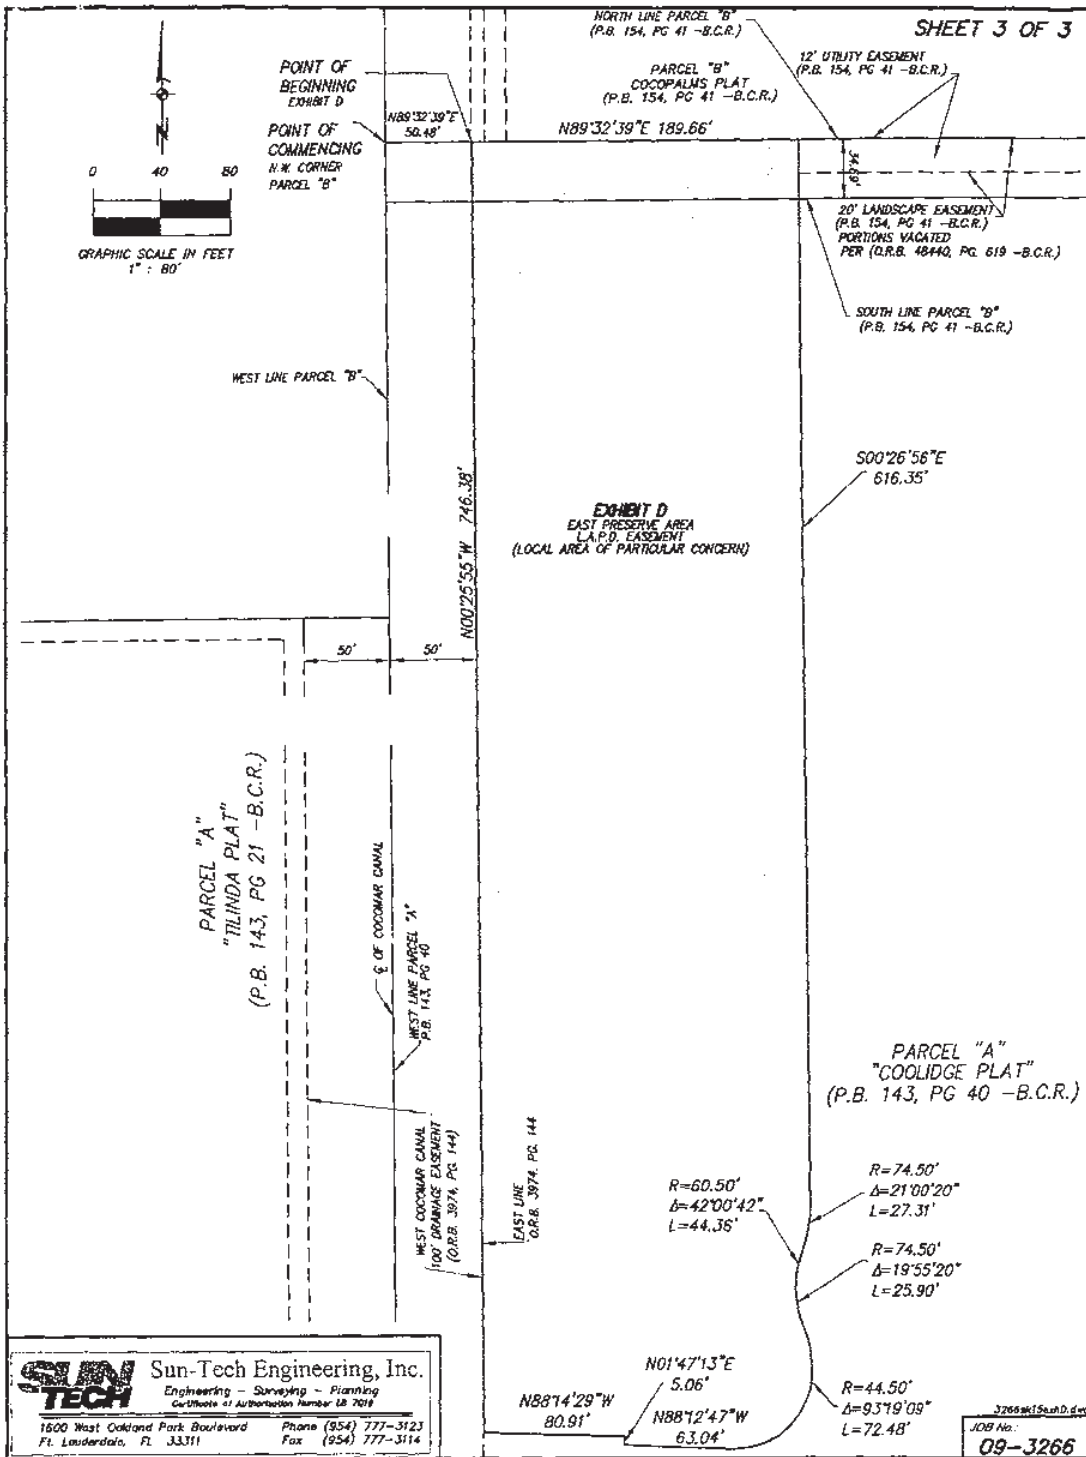 SHEET 3 OF 3
NORTH LINE PARCEL "B"
(P.B. 154, PG 41 -B.C.R.)
12' UTILITY EASEMENT
(P.B. 154, PG 41 -B.C.R.)
PARCEL "B"
COCOPALMS PLAT
(P.B. 154, PG 41 -B.C.R.)
POINT OF
BEGINNING
EXHIBIT D
N89°32'39"E
50.48'
N89°32'39"E 189.66'
POINT OF
COMMENCING
N.W. CORNER
PARCEL "B"
N
0 40 80
GRAPHIC SCALE IN FEET
1" : 80'
34.69'
20' LANDSCAPE EASEMENT
(P.B. 154, PG 41 -B.C.R.)
PORTIONS VACATED
PER (O.R.B. 48440, PG. 619 -B.C.R.)
SOUTH LINE PARCEL "B"
(P.B. 154, PG 41 -B.C.R.)
WEST LINE PARCEL "B"
S00°26'56"E
616.35'
N00°25'55"W 746.38'
EXHIBIT D
EAST PRESERVE AREA
L.A.P.D. EASEMENT
(LOCAL AREA OF PARTICULAR CONCERN)
50' 50'
PARCEL "A"
"TILINDA PLAT"
(P.B. 143, PG 21 -B.C.R.)
℄ OF COCOMAR CANAL
WEST LINE PARCEL "A"
P.B. 143, PG 40
PARCEL "A"
"COOLIDGE PLAT"
(P.B. 143, PG 40 -B.C.R.)
WEST COCOMAR CANAL
100' DRAINAGE EASEMENT
(O.R.B. 3974, PG. 144)
EAST LINE
O.R.B. 3974, PG. 144
R=60.50'
Δ=42°00'42"
L=44.36'
R=74.50'
Δ=21°00'20"
L=27.31'
R=74.50'
Δ=19°55'20"
L=25.90'
N01°47'13"E
5.06'
N88°14'29"W
80.91'
N88°12'47"W
63.04'
R=44.50'
Δ=93°19'09"
L=72.48'
SUN
TECH
Sun-Tech Engineering, Inc.
Engineering - Surveying - Planning
Certificate of Authorization Number LB 7019
1600 West Oakland Park Boulevard
Ft. Lauderdale, FL 33311
Phone (954) 777-3123
Fax (954) 777-3114
JOB No.:
09-3266